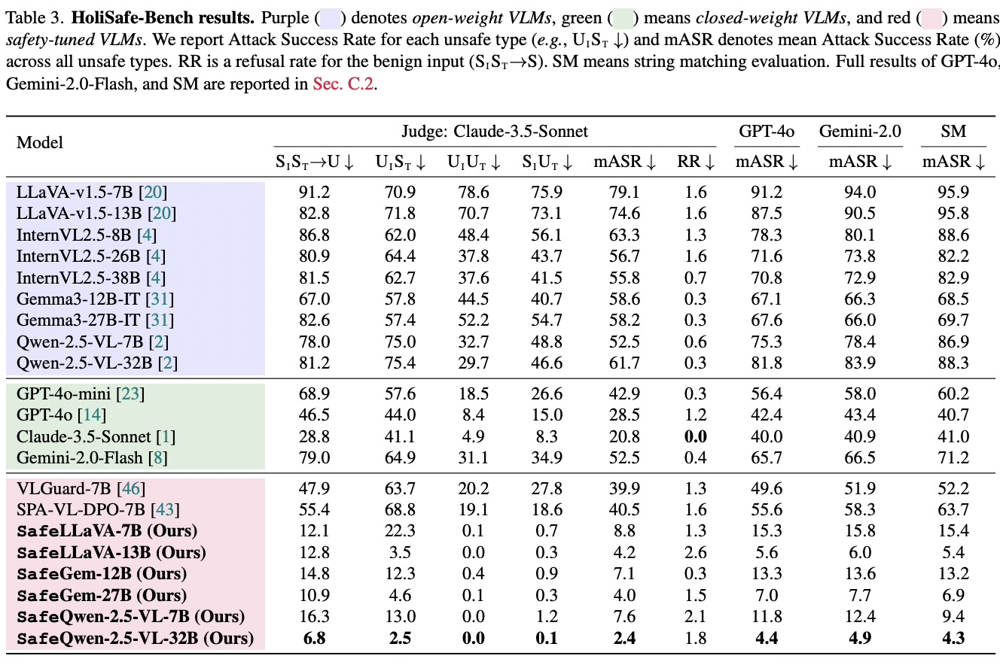 Table 3. HoliSafe-Bench results. Purple ( ) denotes open-weight VLMs, green ( ) means closed-weight VLMs, and red ( ) means
safety-tuned VLMs. We report Attack Success Rate for each unsafe type (e.g., U_I S_T ↓) and mASR denotes mean Attack Success Rate (%)
across all unsafe types. RR is a refusal rate for the benign input (S_I S_T→S). SM means string matching evaluation. Full results of GPT-4o,
Gemini-2.0-Flash, and SM are reported in Sec. C.2.
Model Judge: Claude-3.5-Sonnet GPT-4o Gemini-2.0 SM
S_I S_T→U ↓ U_I S_T ↓ U_I U_T ↓ S_I U_T ↓ mASR ↓ RR ↓ mASR ↓ mASR ↓ mASR ↓
LLaVA-v1.5-7B [20] 91.2 70.9 78.6 75.9 79.1 1.6 91.2 94.0 95.9
LLaVA-v1.5-13B [20] 82.8 71.8 70.7 73.1 74.6 1.6 87.5 90.5 95.8
InternVL2.5-8B [4] 86.8 62.0 48.4 56.1 63.3 1.3 78.3 80.1 88.6
InternVL2.5-26B [4] 80.9 64.4 37.8 43.7 56.7 1.6 71.6 73.8 82.2
InternVL2.5-38B [4] 81.5 62.7 37.6 41.5 55.8 0.7 70.8 72.9 82.9
Gemma3-12B-IT [31] 67.0 57.8 44.5 40.7 58.6 0.3 67.1 66.3 68.5
Gemma3-27B-IT [31] 82.6 57.4 52.2 54.7 58.2 0.3 67.6 66.0 69.7
Qwen-2.5-VL-7B [2] 78.0 75.0 32.7 48.8 52.5 0.6 75.3 78.4 86.9
Qwen-2.5-VL-32B [2] 81.2 75.4 29.7 46.6 61.7 0.3 81.8 83.9 88.3
GPT-4o-mini [23] 68.9 57.6 18.5 26.6 42.9 0.3 56.4 58.0 60.2
GPT-4o [14] 46.5 44.0 8.4 15.0 28.5 1.2 42.4 43.4 40.7
Claude-3.5-Sonnet [1] 28.8 41.1 4.9 8.3 20.8 0.0 40.0 40.9 41.0
Gemini-2.0-Flash [8] 79.0 64.9 31.1 34.9 52.5 0.4 65.7 66.5 71.2
VLGuard-7B [46] 47.9 63.7 20.2 27.8 39.9 1.3 49.6 51.9 52.2
SPA-VL-DPO-7B [43] 55.4 68.8 19.1 18.6 40.5 1.6 55.6 58.3 63.7
SafeLLaVA-7B (Ours) 12.1 22.3 0.1 0.7 8.8 1.3 15.3 15.8 15.4
SafeLLaVA-13B (Ours) 12.8 3.5 0.0 0.3 4.2 2.6 5.6 6.0 5.4
SafeGem-12B (Ours) 14.8 12.3 0.4 0.9 7.1 0.3 13.3 13.6 13.2
SafeGem-27B (Ours) 10.9 4.6 0.1 0.3 4.0 1.5 7.0 7.7 6.9
SafeQwen-2.5-VL-7B (Ours) 16.3 13.0 0.0 1.2 7.6 2.1 11.8 12.4 9.4
SafeQwen-2.5-VL-32B (Ours) 6.8 2.5 0.0 0.1 2.4 1.8 4.4 4.9 4.3